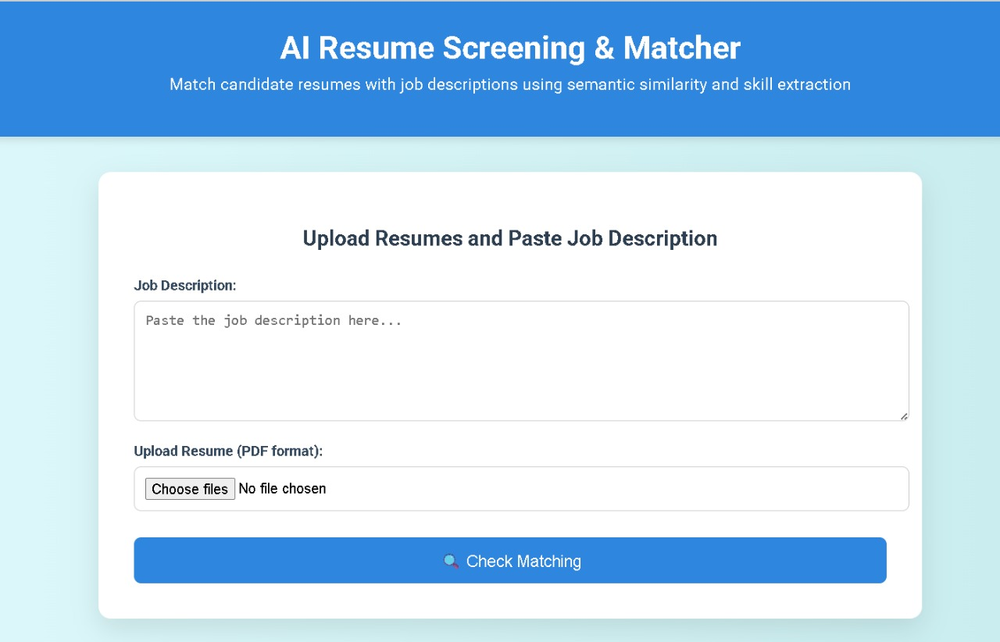 AI Resume Screening & Matcher
Match candidate resumes with job descriptions using semantic similarity and skill extraction
Upload Resumes and Paste Job Description
Job Description:
Paste the job description here...
Upload Resume (PDF format):
Choose files No file chosen
🔍 Check Matching